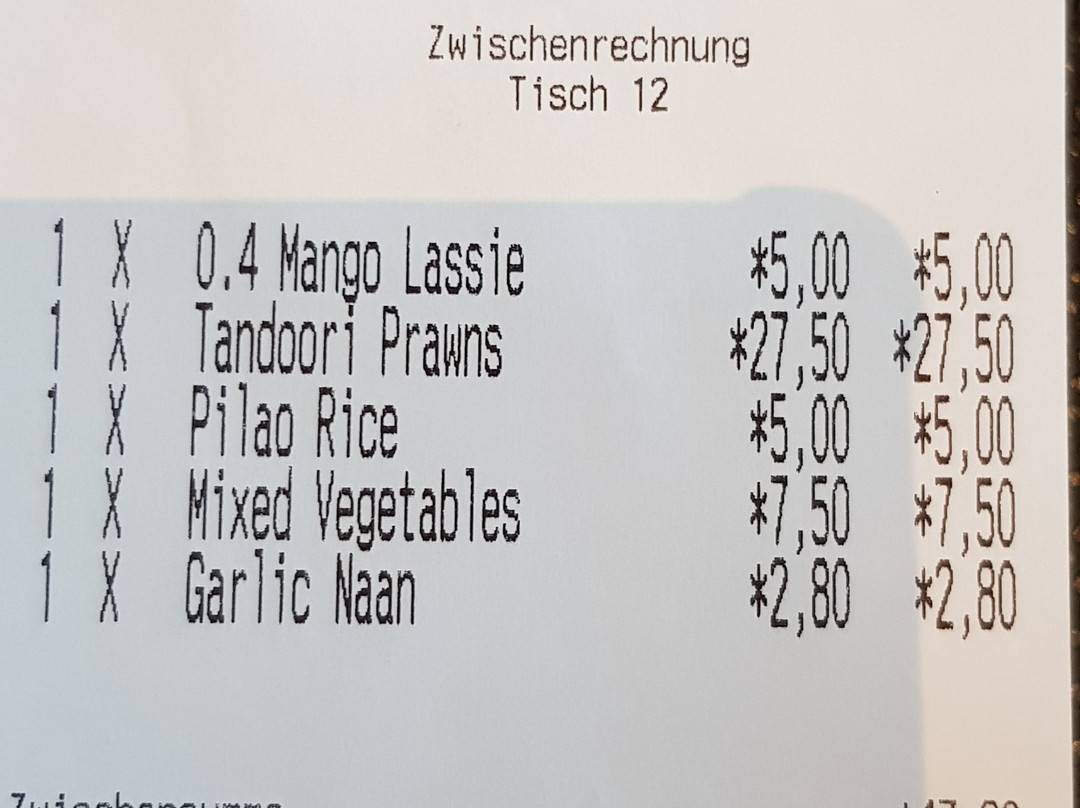 Zwischenrechnung
Tisch 12
1 X 0.4 Mango Lassie *5,00 *5,00
1 X Tandoori Prawns *27,50 *27,50
1 X Pilao Rice *5,00 *5,00
1 X Mixed Vegetables *7,50 *7,50
1 X Garlic Naan *2,80 *2,80
Zwischensumme